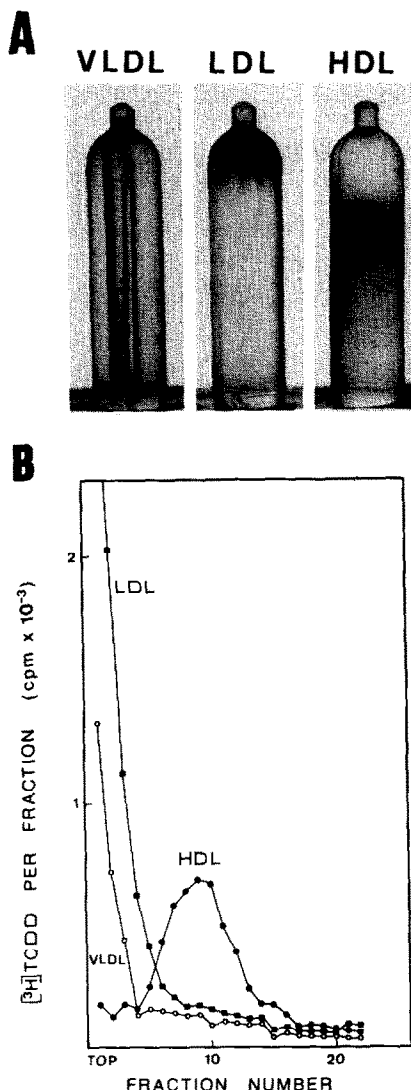 A
VLDL LDL HDL
B
[³H]TCDD PER FRACTION (cpm x 10⁻³)
2
1
LDL
HDL
VLDL
TOP 10 20
FRACTION NUMBER